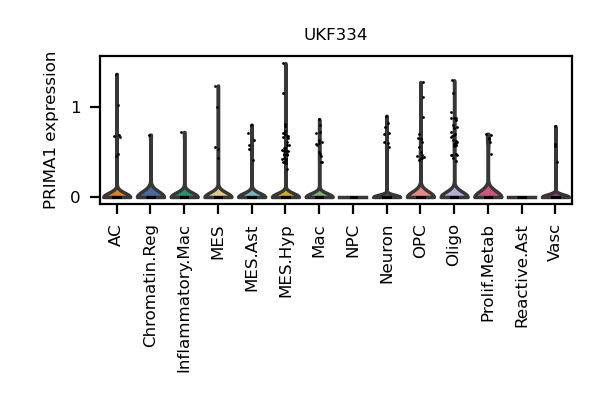 UKF334
PRIMA1 expression
1
0
AC
Chromatin.Reg
Inflammatory.Mac
MES
MES.Ast
MES.Hyp
Mac
NPC
Neuron
OPC
Oligo
Prolif.Metab
Reactive.Ast
Vasc